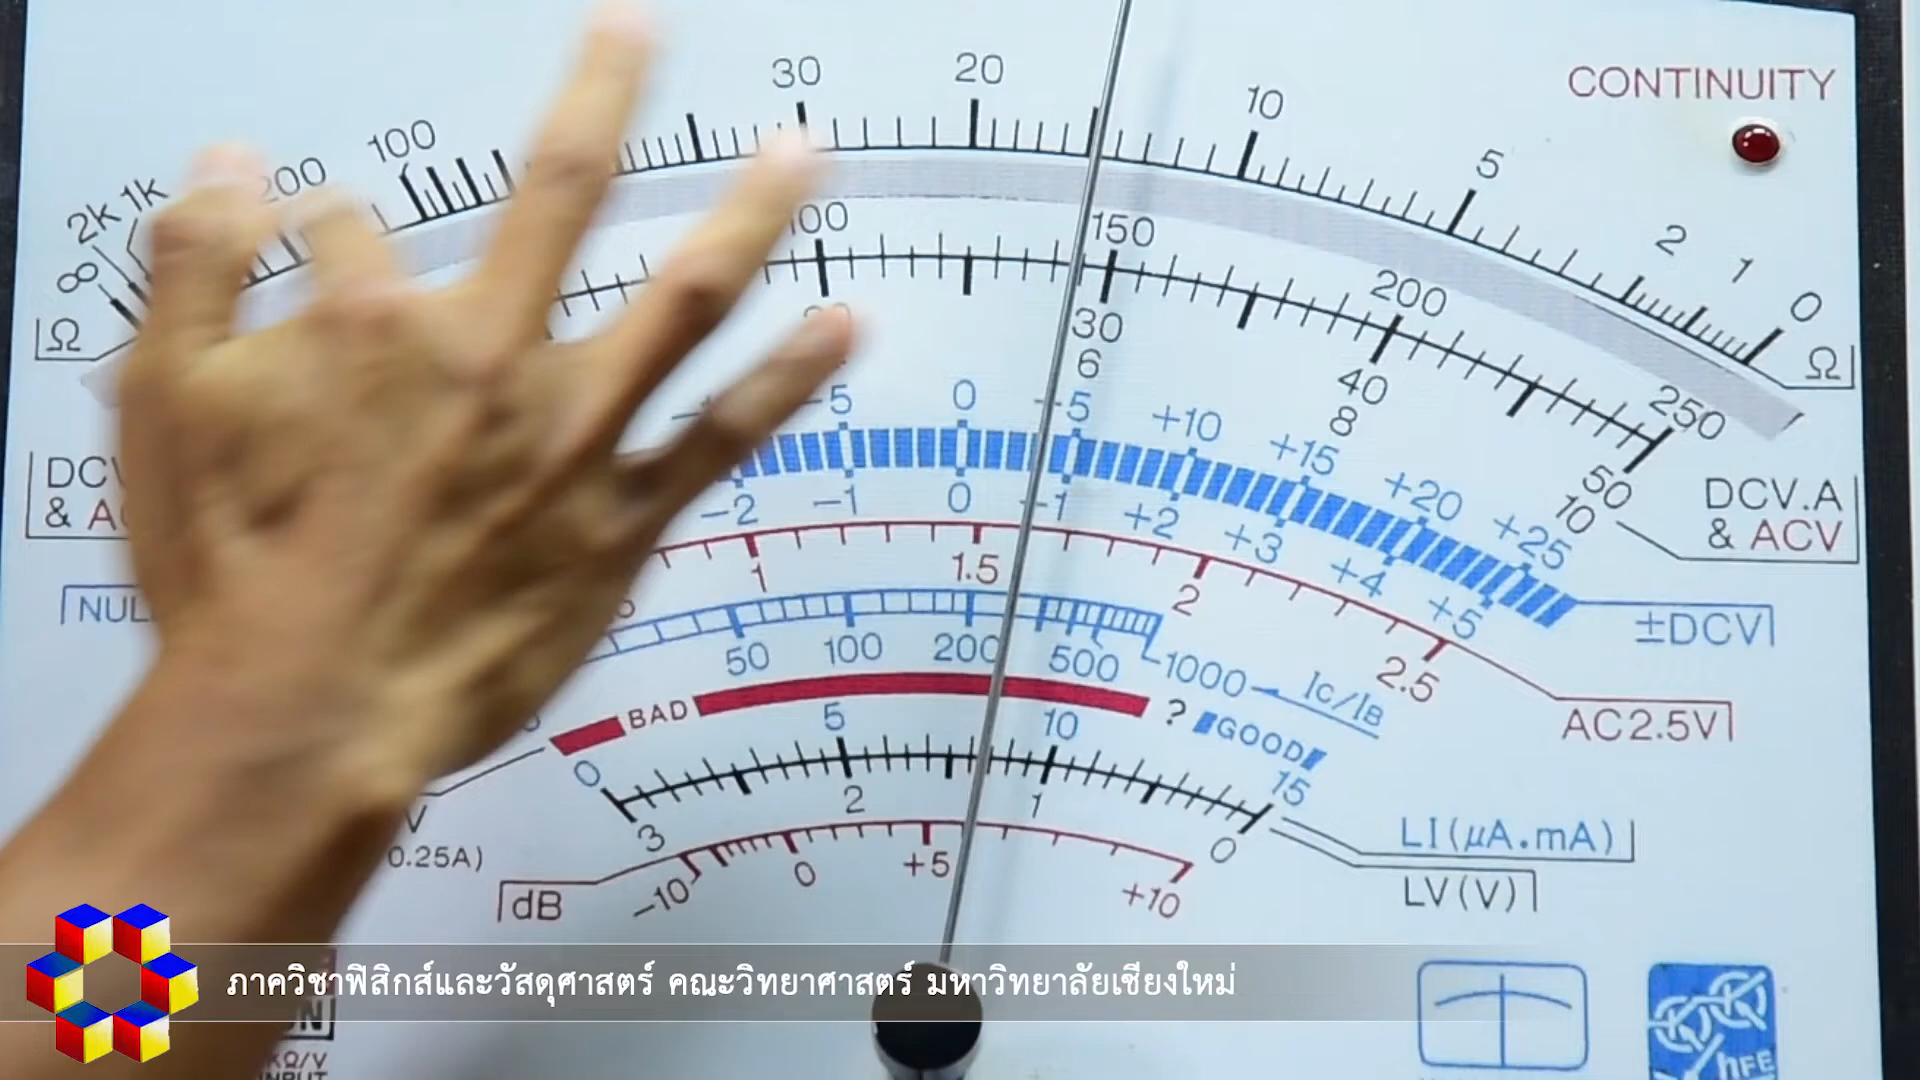 30 20 10 5 2 1 0
CONTINUITY
∞ 2k 1k 200 100
Ω Ω
100 150 200 250
30 40 50
6 8 10
DCV.A
& ACV
-5 0 +5 +10 +15 +20 +25
-2 -1 0 +1 +2 +3 +4 +5
±DCV
1 1.5 2 2.5
AC2.5V
50 100 200 500 1000
IC/IB
BAD ? GOOD
0 5 10 15
LI(μA.mA)
3 2 1 0
LV(V)
0.25A)
dB -10 0 +5 +10
ภาควิชาฟิสิกส์และวัสดุศาสตร์ คณะวิทยาศาสตร์ มหาวิทยาลัยเชียงใหม่
KΩ/V
hFE